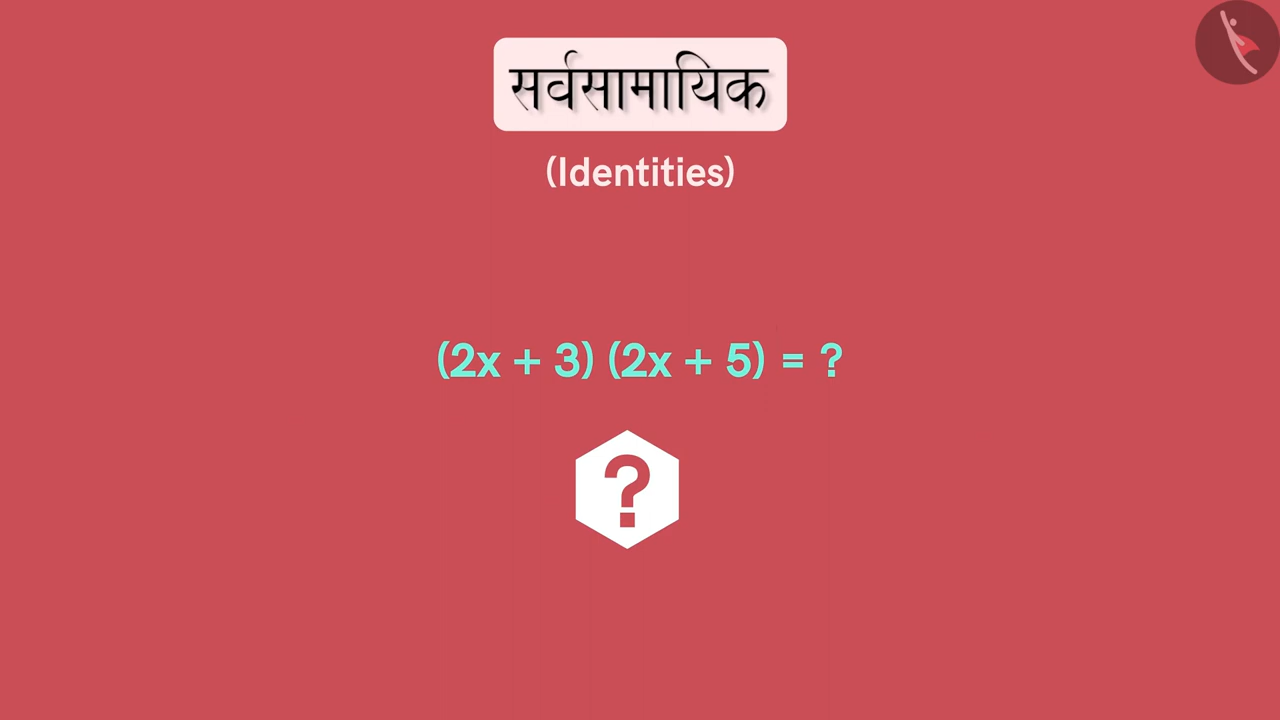 सर्वसामायिक
(Identities)
(2x + 3) (2x + 5) = ?
?